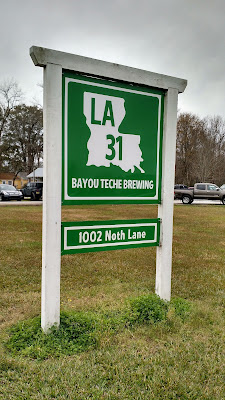 LA
31
BAYOU TECHE BREWING
1002 Noth Lane